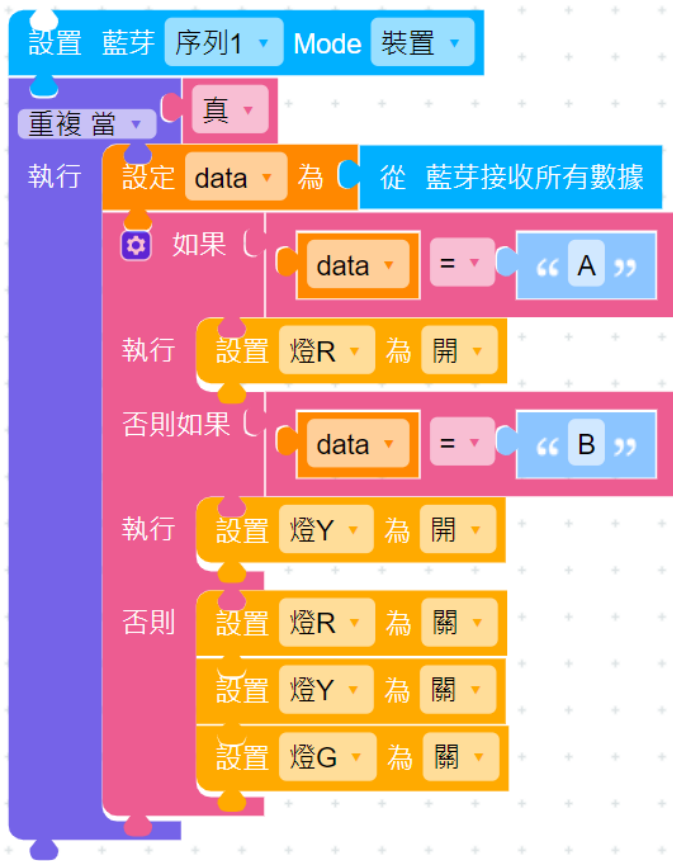 設置 藍芽 序列1 Mode 裝置
重複 當 真
執行 設定 data 為 從 藍芽接收所有數據
如果 data = “ A ”
執行 設置 燈R 為 開
否則如果 data = “ B ”
執行 設置 燈Y 為 開
否則 設置 燈R 為 關
設置 燈Y 為 關
設置 燈G 為 關